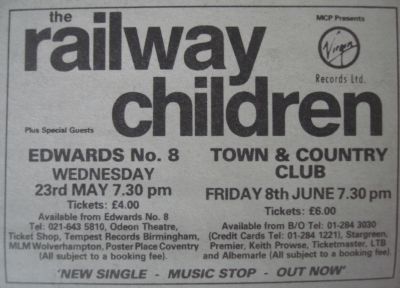 the
MCP Presents
railway
Virgin
Records Ltd.
children
Plus Special Guests
EDWARDS No. 8
WEDNESDAY
23rd MAY 7.30 pm
Tickets: £4.00
Available from Edwards No. 8
Tel: 021-643 5810, Odeon Theatre,
Ticket Shop, Tempest Records Birmingham,
MLM Wolverhampton, Poster Place Coventry
(All subject to a booking fee).
TOWN & COUNTRY
CLUB
FRIDAY 8th JUNE 7.30 pm
Tickets: £6.00
Available from B/O Tel: 01-284 3030
(Credit Cards Tel: 01-284 1221), Stargreen,
Premier, Keith Prowse, Ticketmaster, LTB
and Albemarle (All subject to a booking fee).
'NEW SINGLE - MUSIC STOP - OUT NOW'